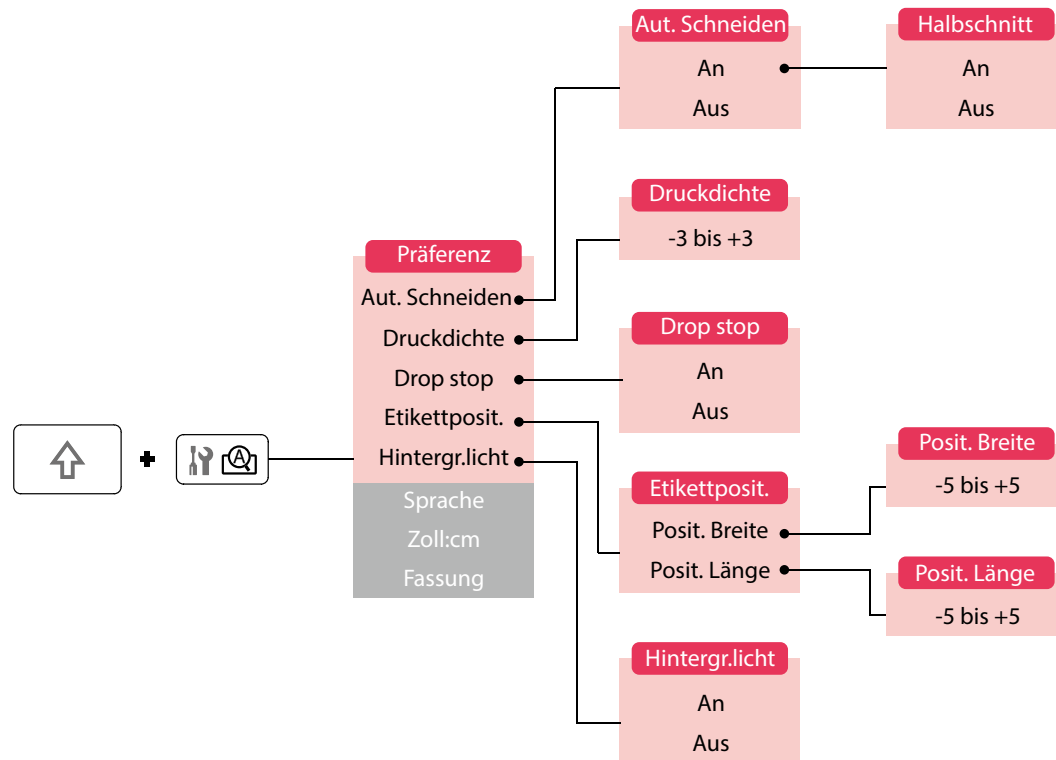 Aut. Schneiden
An
Aus
Halbschnitt
An
Aus
Druckdichte
-3 bis +3
Präferenz
Aut. Schneiden
Druckdichte
Drop stop
Etikettposit.
Hintergr.licht
Sprache
Zoll:cm
Fassung
Drop stop
An
Aus
A
Etikettposit.
Posit. Breite
Posit. Länge
Posit. Breite
-5 bis +5
Posit. Länge
-5 bis +5
Hintergr.licht
An
Aus